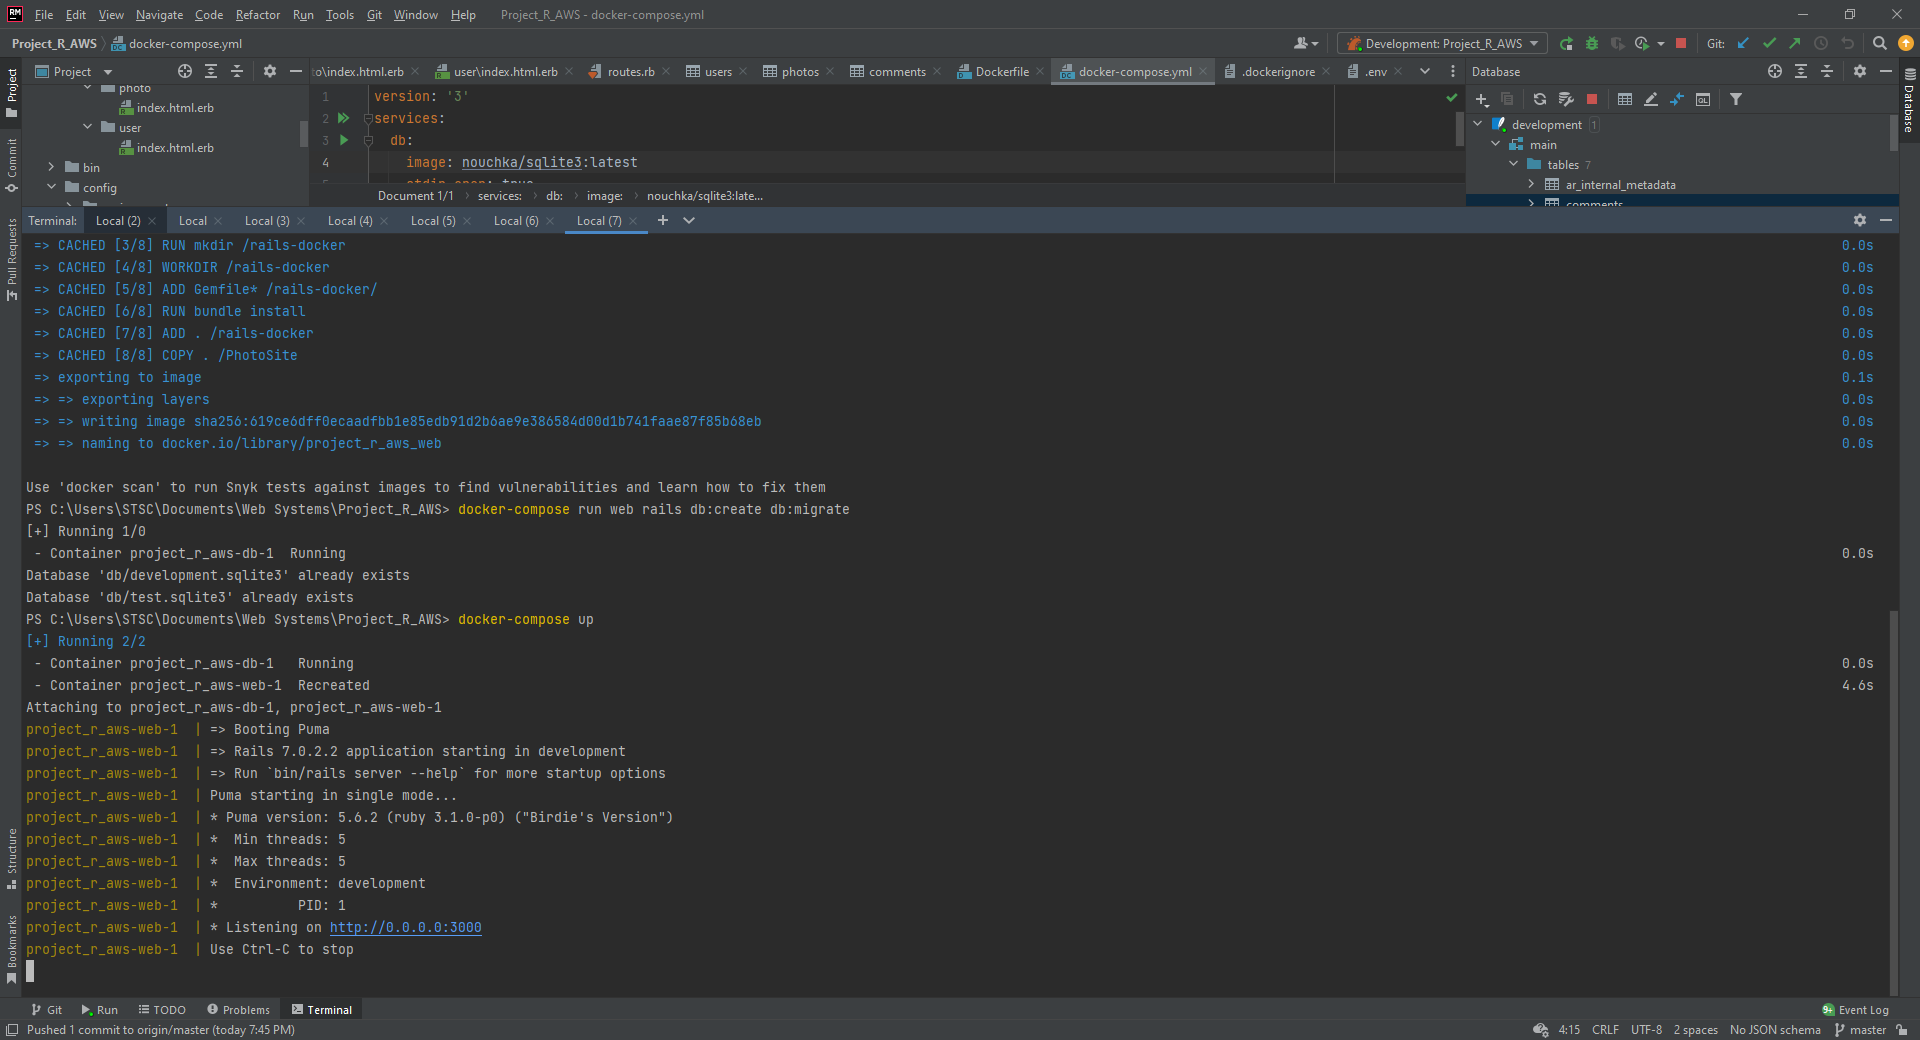 RM File Edit View Navigate Code Refactor Run Tools Git Window Help Project_R_AWS - docker-compose.yml
Project_R_AWS docker-compose.yml Development: Project_R_AWS Git:
Project to\index.html.erb user\index.html.erb routes.rb users photos comments Dockerfile docker-compose.yml .dockerignore .env Database
photo
index.html.erb
user
index.html.erb
bin
config
1 version: '3'
2 services:
3 db:
4 image: nouchka/sqlite3:latest
stdin_open: true
Document 1/1 services: db: image: nouchka/sqlite3:late...
development 1
main
tables 7
ar_internal_metadata
comments
Project
Commit
Pull Requests
Structure
Bookmarks
Database
Terminal: Local (2) Local Local (3) Local (4) Local (5) Local (6) Local (7)
=> CACHED [3/8] RUN mkdir /rails-docker 0.0s
=> CACHED [4/8] WORKDIR /rails-docker 0.0s
=> CACHED [5/8] ADD Gemfile* /rails-docker/ 0.0s
=> CACHED [6/8] RUN bundle install 0.0s
=> CACHED [7/8] ADD . /rails-docker 0.0s
=> CACHED [8/8] COPY . /PhotoSite 0.0s
=> exporting to image 0.1s
=> => exporting layers 0.0s
=> => writing image sha256:619ce6dff0ecaadfbb1e85edb91d2b6ae9e386584d00d1b741faae87f85b68eb 0.0s
=> => naming to docker.io/library/project_r_aws_web 0.0s
Use 'docker scan' to run Snyk tests against images to find vulnerabilities and learn how to fix them
PS C:\Users\STSC\Documents\Web Systems\Project_R_AWS> docker-compose run web rails db:create db:migrate
[+] Running 1/0
- Container project_r_aws-db-1 Running 0.0s
Database 'db/development.sqlite3' already exists
Database 'db/test.sqlite3' already exists
PS C:\Users\STSC\Documents\Web Systems\Project_R_AWS> docker-compose up
[+] Running 2/2
- Container project_r_aws-db-1 Running 0.0s
- Container project_r_aws-web-1 Recreated 4.6s
Attaching to project_r_aws-db-1, project_r_aws-web-1
project_r_aws-web-1 | => Booting Puma
project_r_aws-web-1 | => Rails 7.0.2.2 application starting in development
project_r_aws-web-1 | => Run `bin/rails server --help` for more startup options
project_r_aws-web-1 | Puma starting in single mode...
project_r_aws-web-1 | * Puma version: 5.6.2 (ruby 3.1.0-p0) ("Birdie's Version")
project_r_aws-web-1 | * Min threads: 5
project_r_aws-web-1 | * Max threads: 5
project_r_aws-web-1 | * Environment: development
project_r_aws-web-1 | * PID: 1
project_r_aws-web-1 | * Listening on http://0.0.0.0:3000
project_r_aws-web-1 | Use Ctrl-C to stop
Git Run TODO Problems Terminal 9+ Event Log
Pushed 1 commit to origin/master (today 7:45 PM) 4:15 CRLF UTF-8 2 spaces No JSON schema master